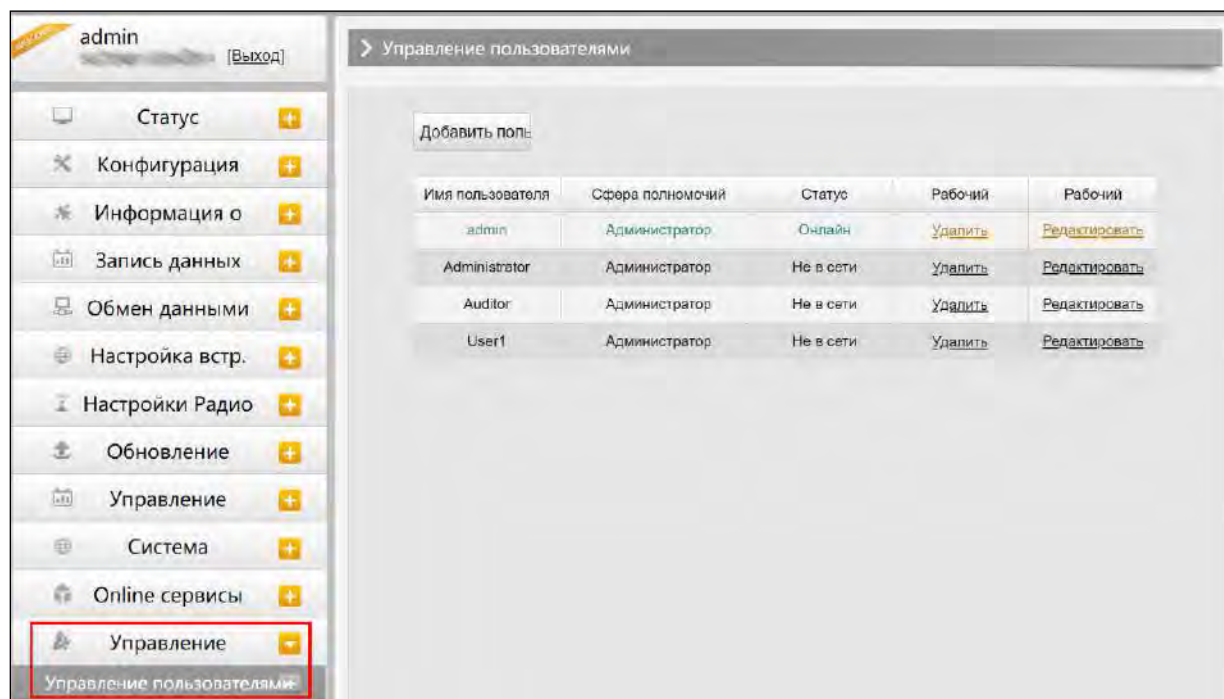 admin
[Выход]
Статус
Конфигурация
Информация о
Запись данных
Обмен данными
Настройка встр.
Настройки Радио
Обновление
Управление
Система
Online сервисы
Управление
Управление пользователями
Управление пользователями
Добавить поль
Имя пользователя Сфера полномочий Статус Рабочий Рабочий
admin Администратор Онлайн Удалить Редактировать
Administrator Администратор Не в сети Удалить Редактировать
Auditor Администратор Не в сети Удалить Редактировать
User1 Администратор Не в сети Удалить Редактировать